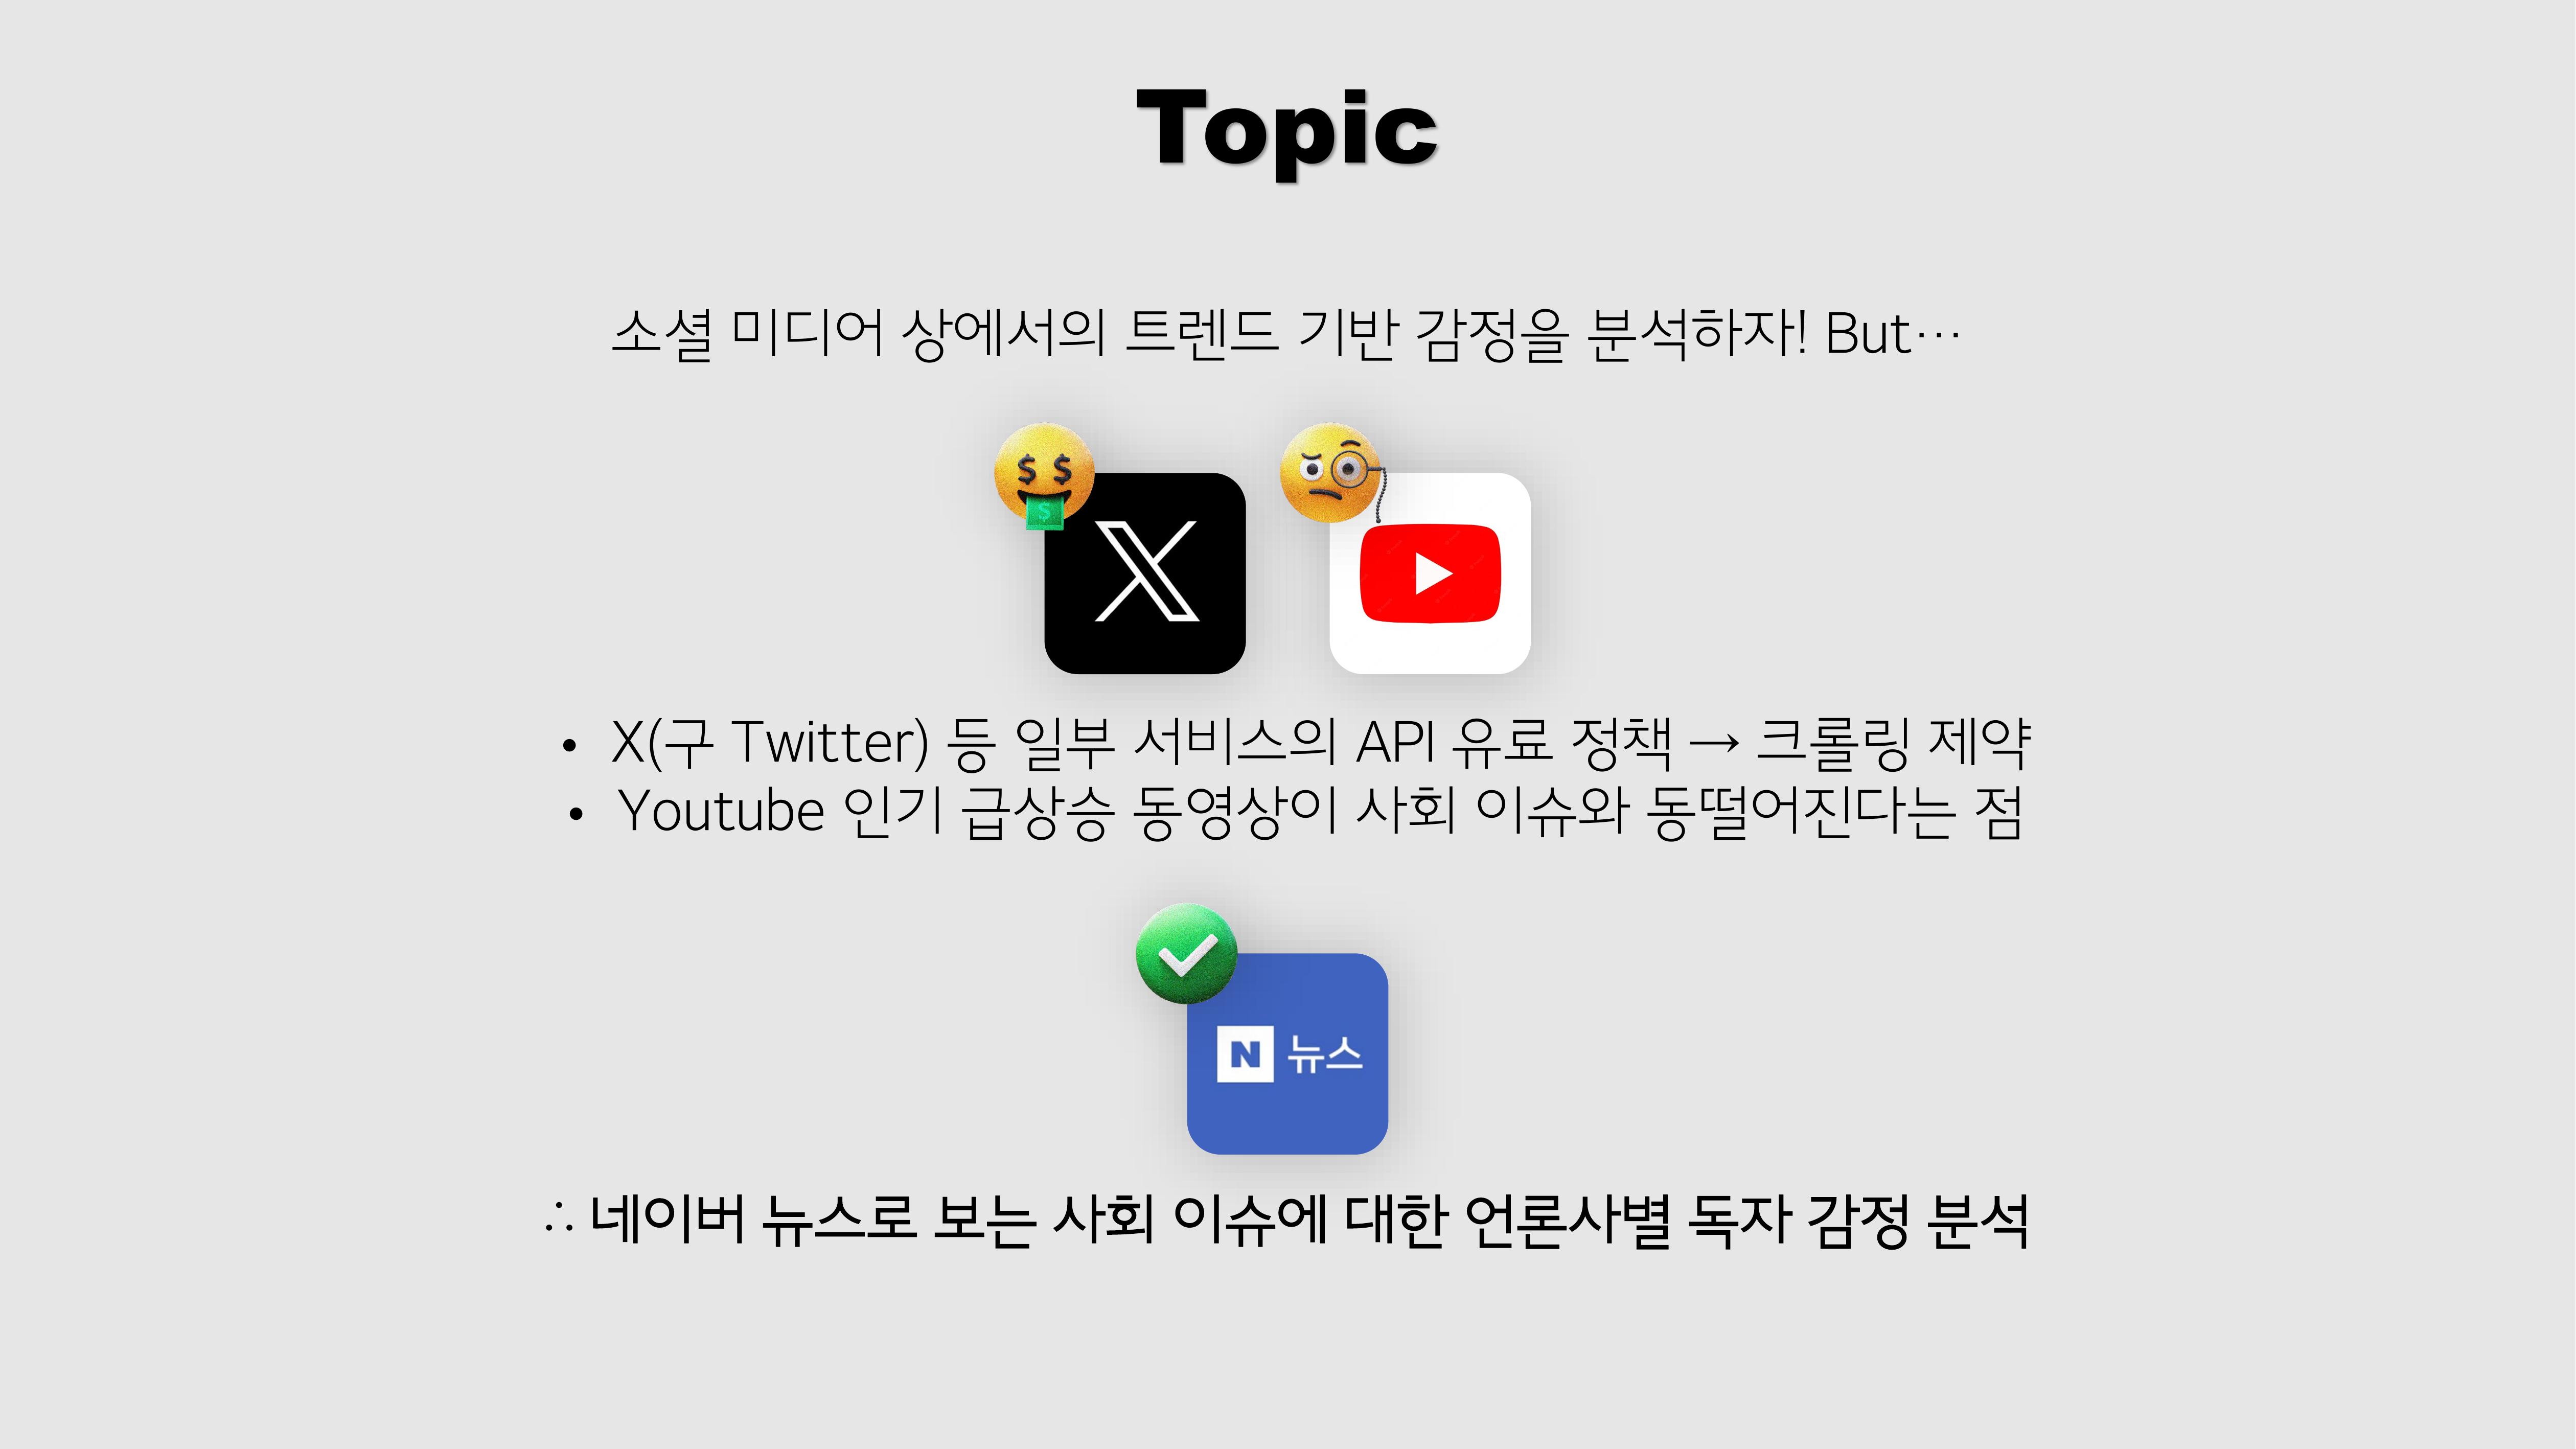 Topic
소셜 미디어 상에서의 트렌드 기반 감정을 분석하자! But…
• X(구 Twitter) 등 일부 서비스의 API 유료 정책 → 크롤링 제약
• Youtube 인기 급상승 동영상이 사회 이슈와 동떨어진다는 점
N 뉴스
∴ 네이버 뉴스로 보는 사회 이슈에 대한 언론사별 독자 감정 분석